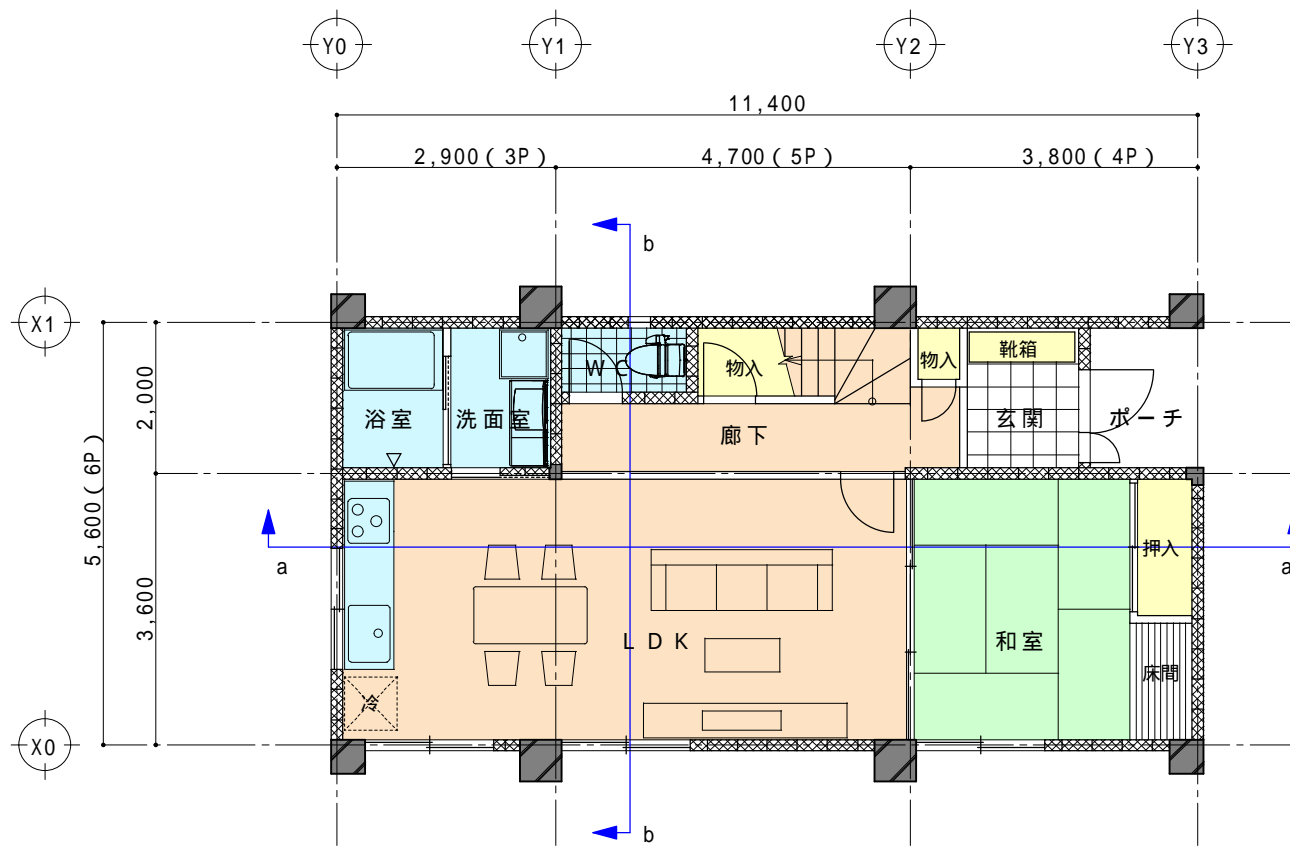 Y0
Y1
Y2
Y3
11,400
2,900 ( 3P )
4,700 ( 5P )
3,800 ( 4P )
b
X1
2,000
5,600 ( 6P )
3,600
X0
浴室
洗面室
WC
物入
物入
靴箱
玄関
ポーチ
廊下
a
a
押入
LDK
和室
床間
冷
b